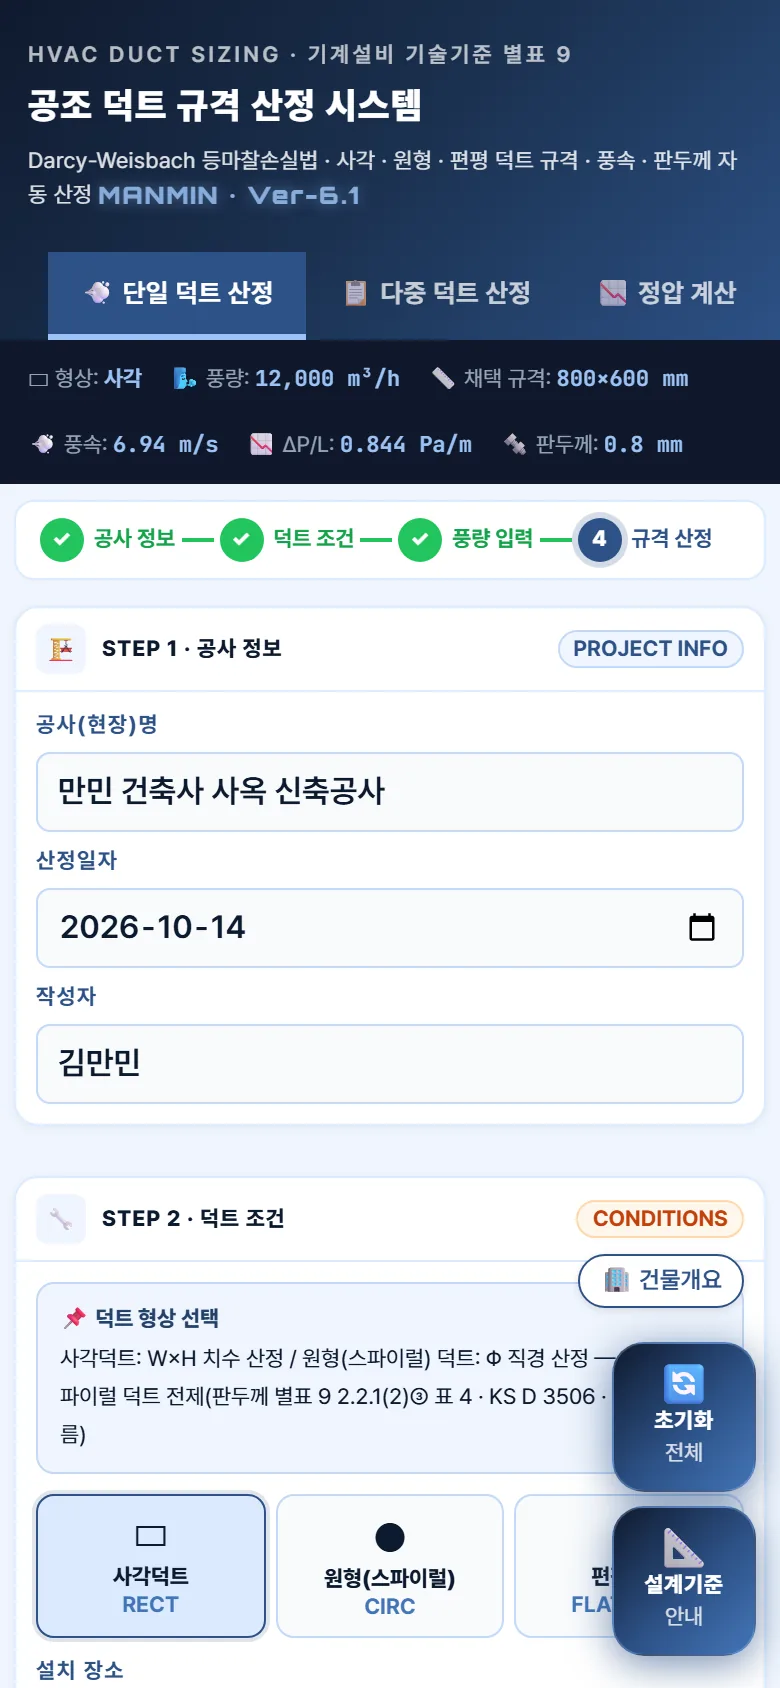 HVAC DUCT SIZING · 기계설비 기술기준 별표 9
공조 덕트 규격 산정 시스템
Darcy-Weisbach 등마찰손실법 · 사각 · 원형 · 편평 덕트 규격 · 풍속 · 판두께 자
동 산정 MANMIN · Ver-6.1
단일 덕트 산정 다중 덕트 산정 정압 계산
형상: 사각 풍량: 12,000 m³/h 채택 규격: 800×600 mm
풍속: 6.94 m/s ΔP/L: 0.844 Pa/m 판두께: 0.8 mm
공사 정보 덕트 조건 풍량 입력 4 규격 산정
STEP 1 · 공사 정보 PROJECT INFO
공사(현장)명
만민 건축사 사옥 신축공사
산정일자
2026-10-14
작성자
김만민
STEP 2 · 덕트 조건 CONDITIONS
건물개요
덕트 형상 선택
사각덕트: W×H 치수 산정 / 원형(스파이럴) 덕트: Φ 직경 산정 —
파이럴 덕트 전제(판두께 별표 9 2.2.1(2)③ 표 4 · KS D 3506 ·
름)
초기화
전체
사각덕트
RECT
원형(스파이럴)
CIRC
편
FLA
설계기준
안내
설치 장소